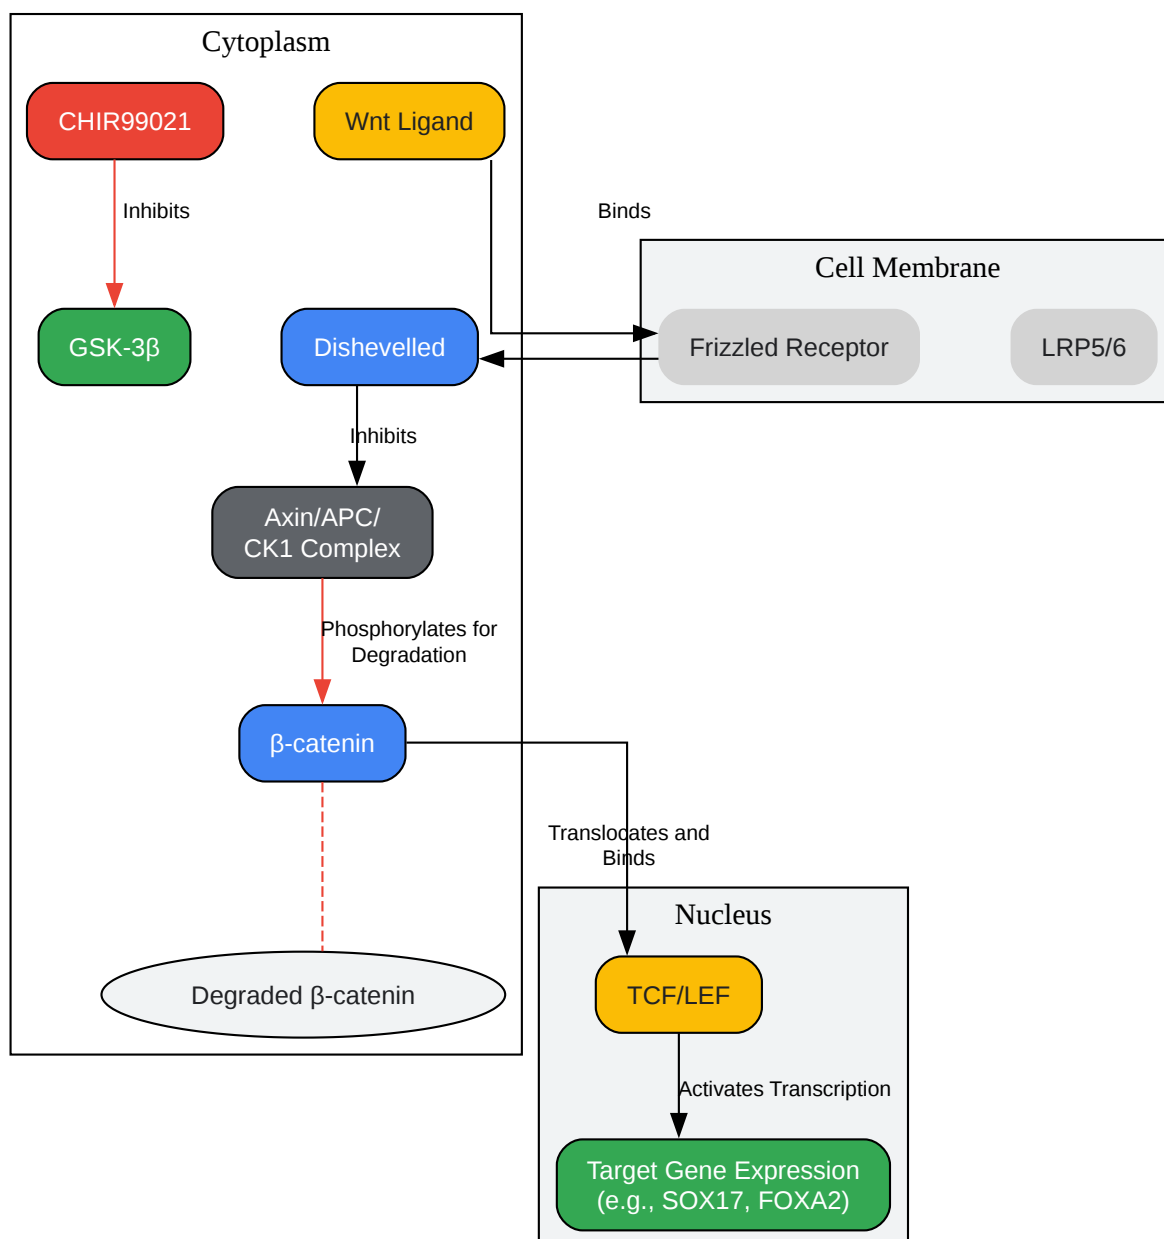 Cytoplasm
CHIR99021
Wnt Ligand
Inhibits
Binds
Cell Membrane
GSK-3β
Dishevelled
Frizzled Receptor
LRP5/6
Inhibits
Axin/APC/
CK1 Complex
Phosphorylates for
Degradation
β-catenin
Translocates and
Binds
Nucleus
Degraded β-catenin
TCF/LEF
Activates Transcription
Target Gene Expression
(e.g., SOX17, FOXA2)